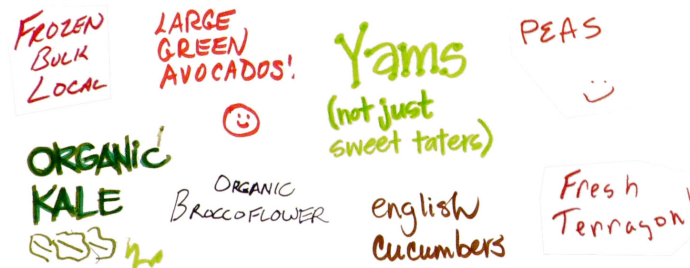 FROZEN
BULK
LOCAL
LARGE
GREEN
AVOCADOS!
Yams
(not just
sweet taters)
PEAS
ORGANIC
KALE
ORGANIC
BROCCOFLOWER
english
cucumbers
Fresh
Terragon!